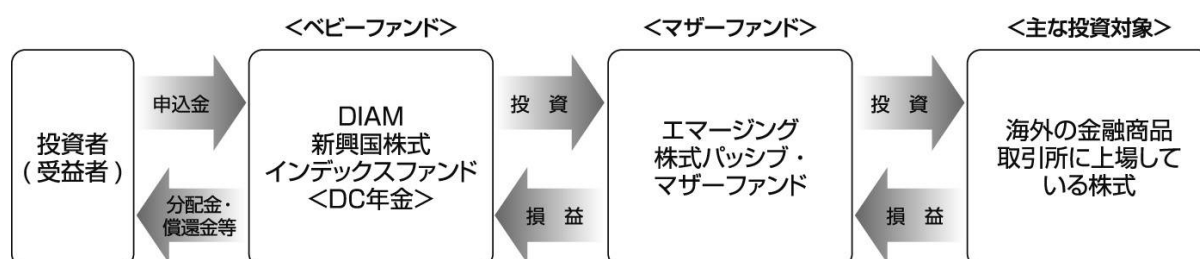 <ベビーファンド>
<マザーファンド>
<主な投資対象>
投資者
(受益者)
申込金
分配金・
償還金等
DIAM
新興国株式
インデックスファンド
<DC年金>
投 資
損 益
エマージング
株式パッシブ・
マザーファンド
投 資
損 益
海外の金融商品
取引所に上場して
いる株式